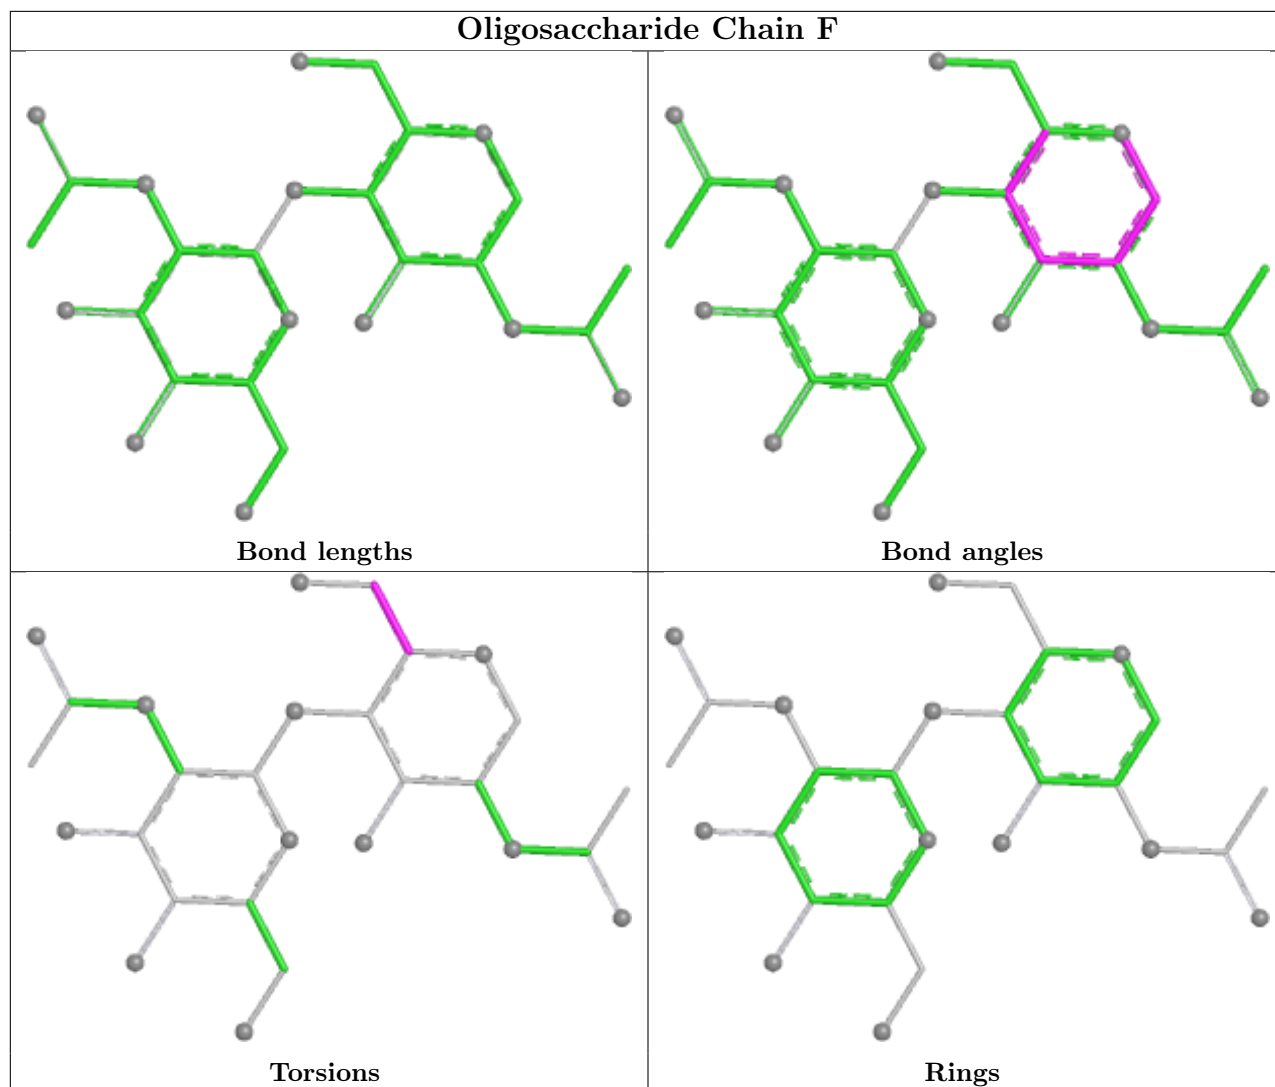 Oligosaccharide Chain F
Bond lengths
Bond angles
Torsions
Rings